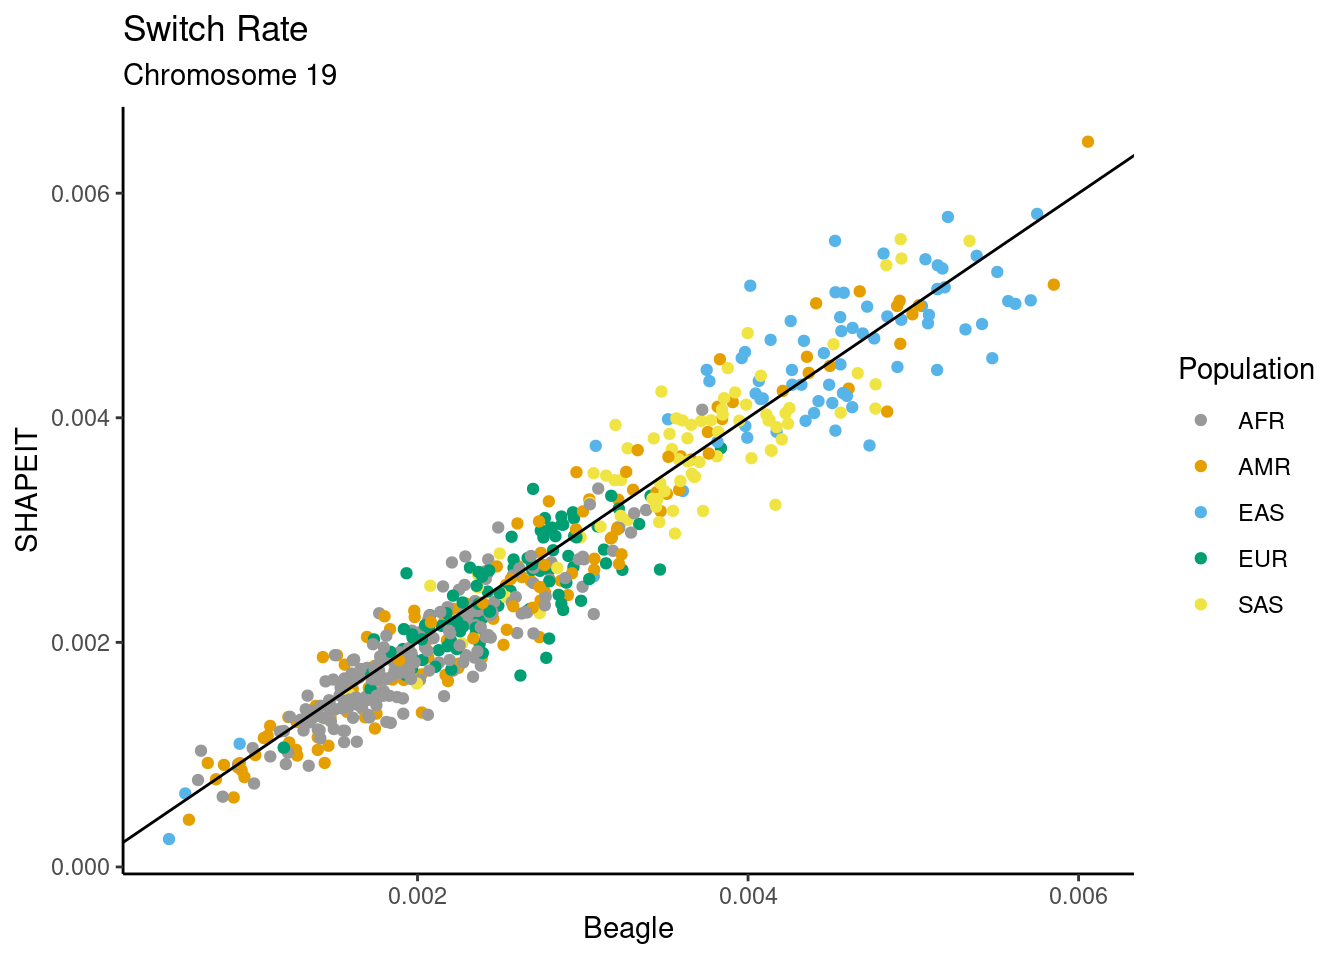 Switch Rate
Chromosome 19
SHAPEIT
0.006
0.004
0.002
0.000
0.002
0.004
0.006
Beagle
Population
AFR
AMR
EAS
EUR
SAS